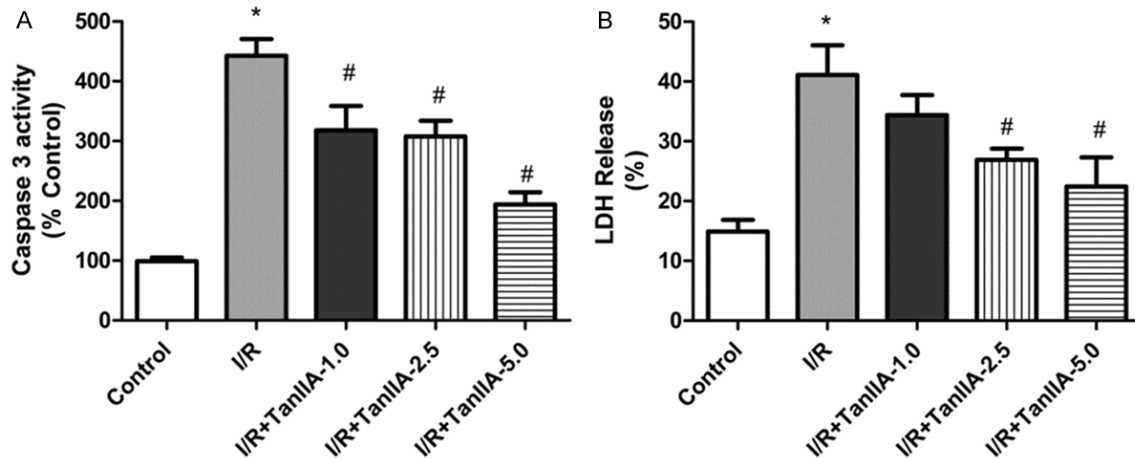 A
Caspase 3 activity
(% Control)
500
400
300
200
100
0
*
#
#
#
Control
I/R
I/R+TanIIA-1.0
I/R+TanIIA-2.5
I/R+TanIIA-5.0
B
LDH Release
(%)
50
40
30
20
10
0
*
#
#
Control
I/R
I/R+TanIIA-1.0
I/R+TanIIA-2.5
I/R+TanIIA-5.0